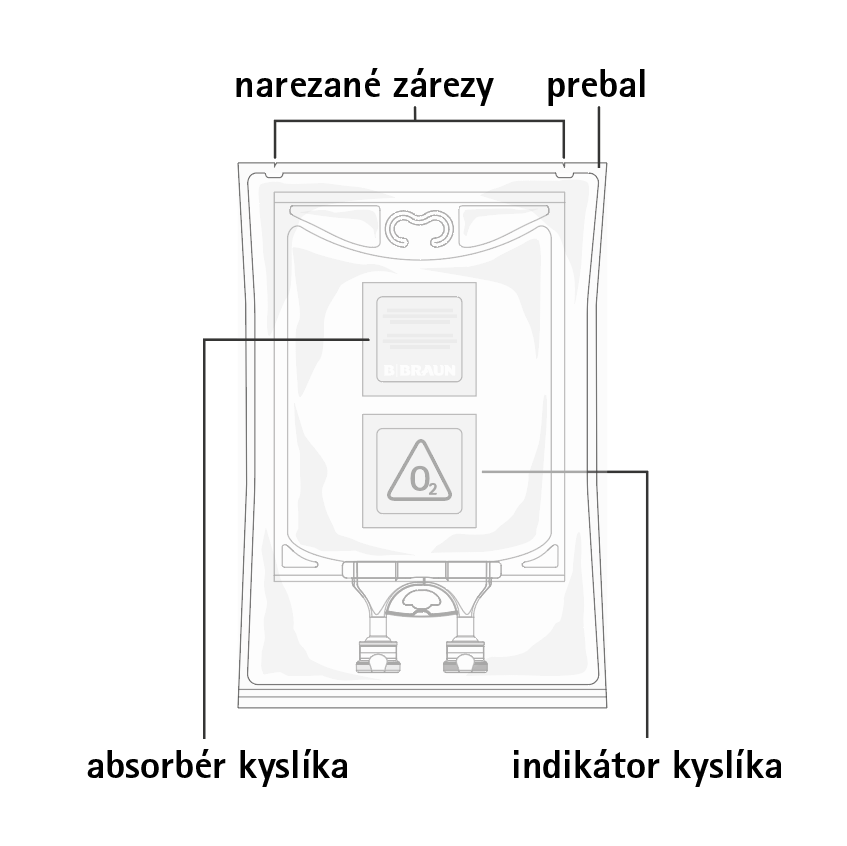 narezané zárezy prebal
B|BRAUN
O₂
absorbér kyslíka indikátor kyslíka